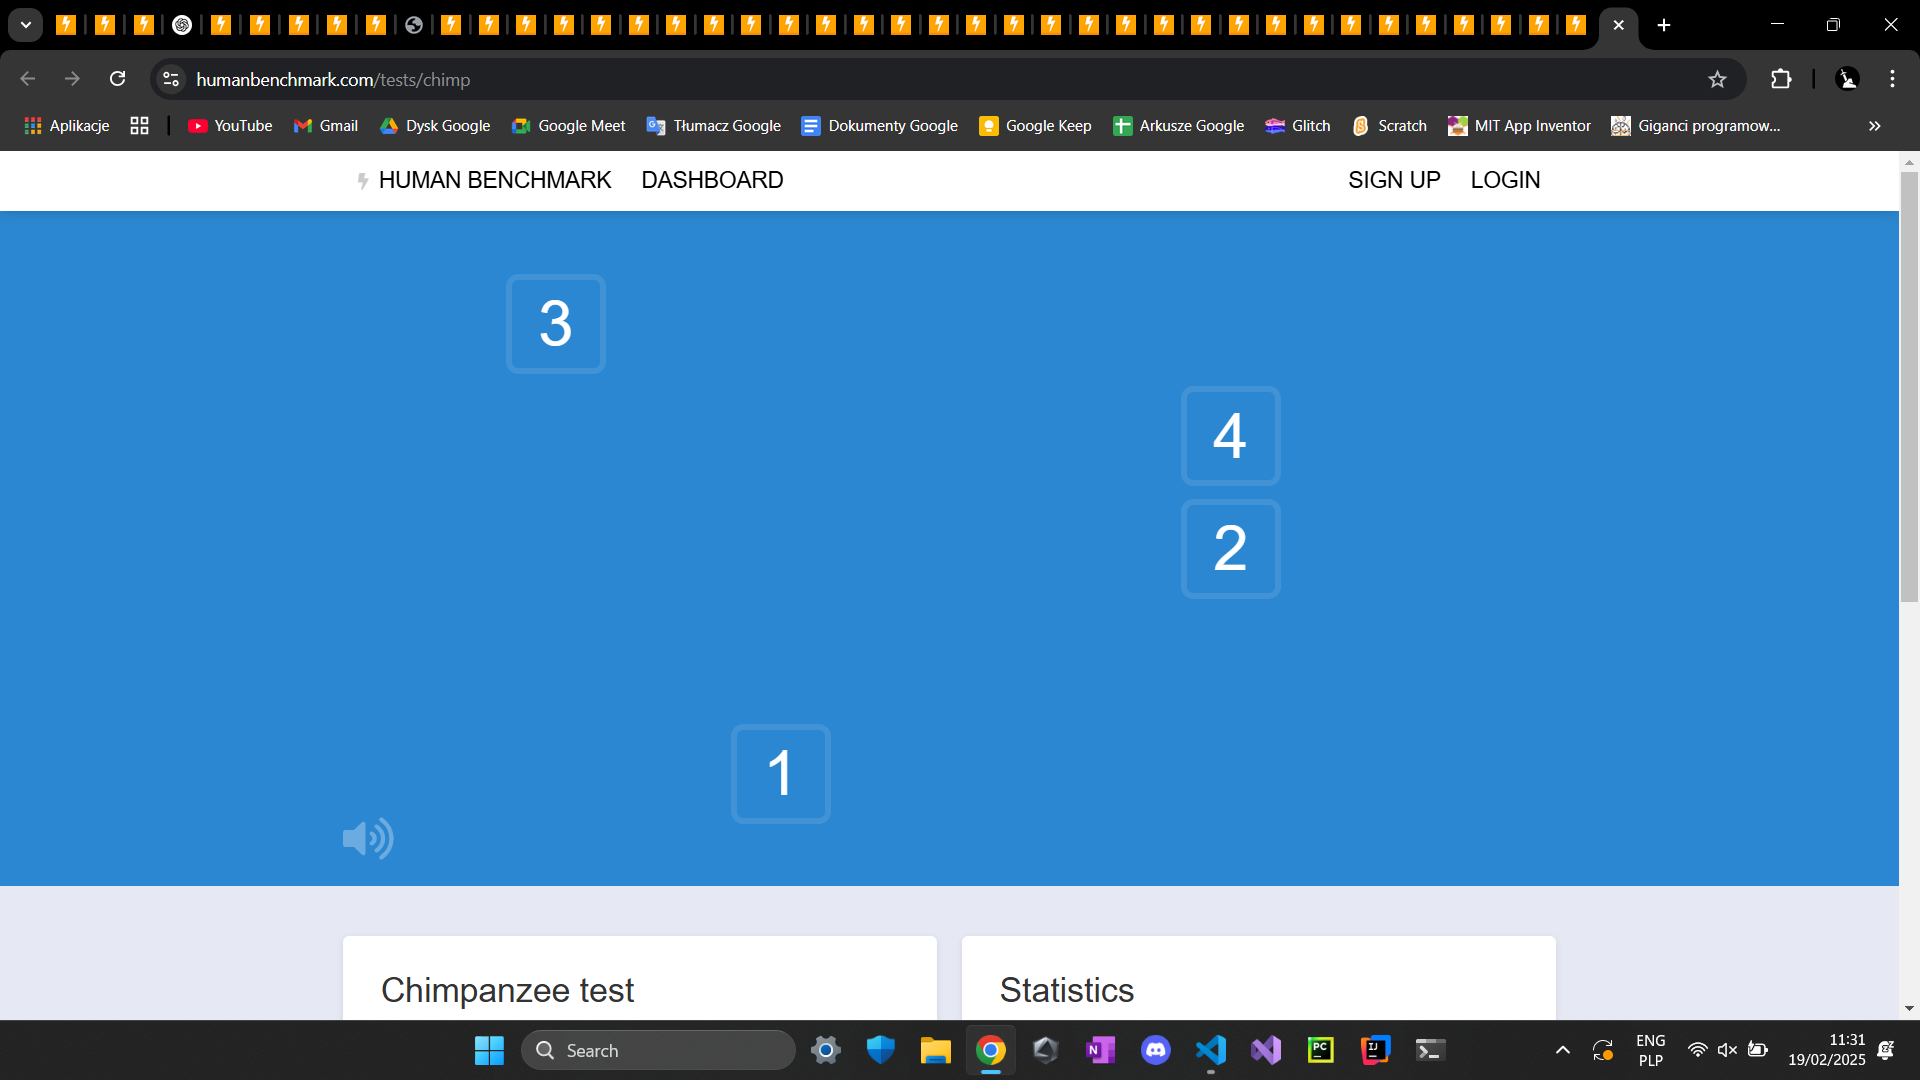 humanbenchmark.com/tests/chimp
Aplikacje YouTube Gmail Dysk Google Google Meet Tłumacz Google Dokumenty Google Google Keep Arkusze Google Glitch Scratch MIT App Inventor Giganci programow...
HUMAN BENCHMARK DASHBOARD SIGN UP LOGIN
3
4
2
1
Chimpanzee test Statistics
Search
ENG 11:31
PLP 19/02/2025